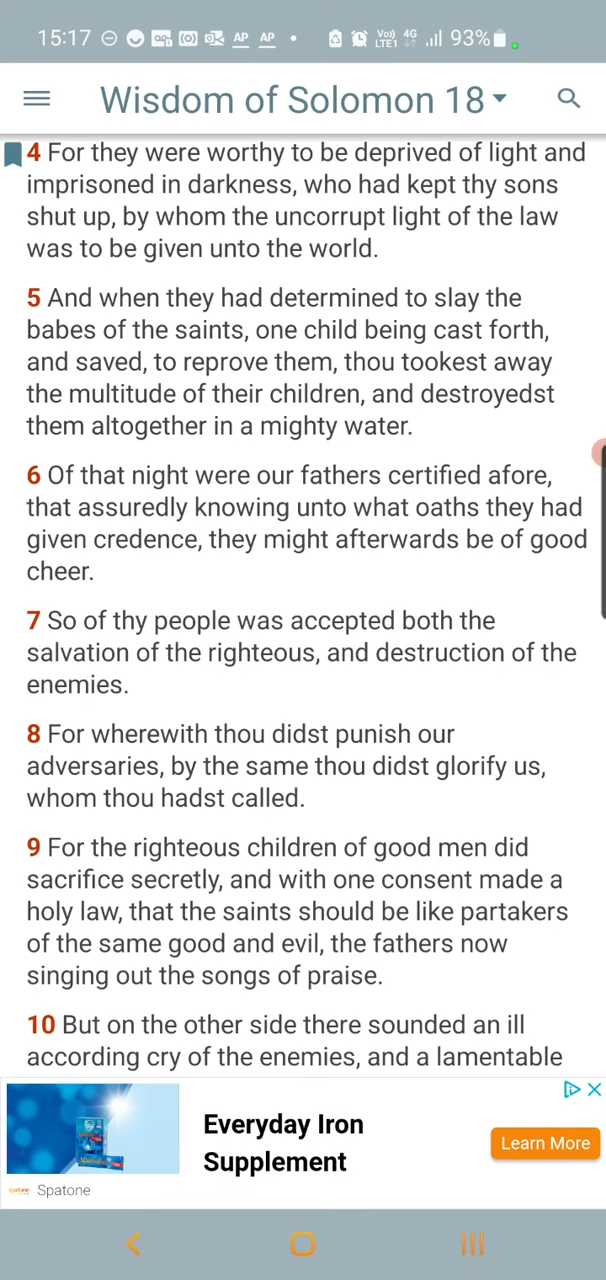 15:17 AP AP Vo)) LTE1 4G 93%
Wisdom of Solomon 18
4 For they were worthy to be deprived of light and
imprisoned in darkness, who had kept thy sons
shut up, by whom the uncorrupt light of the law
was to be given unto the world.
5 And when they had determined to slay the
babes of the saints, one child being cast forth,
and saved, to reprove them, thou tookest away
the multitude of their children, and destroyedst
them altogether in a mighty water.
6 Of that night were our fathers certified afore,
that assuredly knowing unto what oaths they had
given credence, they might afterwards be of good
cheer.
7 So of thy people was accepted both the
salvation of the righteous, and destruction of the
enemies.
8 For wherewith thou didst punish our
adversaries, by the same thou didst glorify us,
whom thou hadst called.
9 For the righteous children of good men did
sacrifice secretly, and with one consent made a
holy law, that the saints should be like partakers
of the same good and evil, the fathers now
singing out the songs of praise.
10 But on the other side there sounded an ill
according cry of the enemies, and a lamentable
Everyday Iron
Supplement
Learn More
spatone Spatone